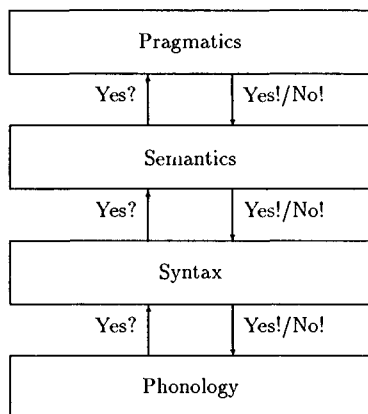 Pragmatics
Yes? Yes!/No!
Semantics
Yes? Yes!/No!
Syntax
Yes? Yes!/No!
Phonology